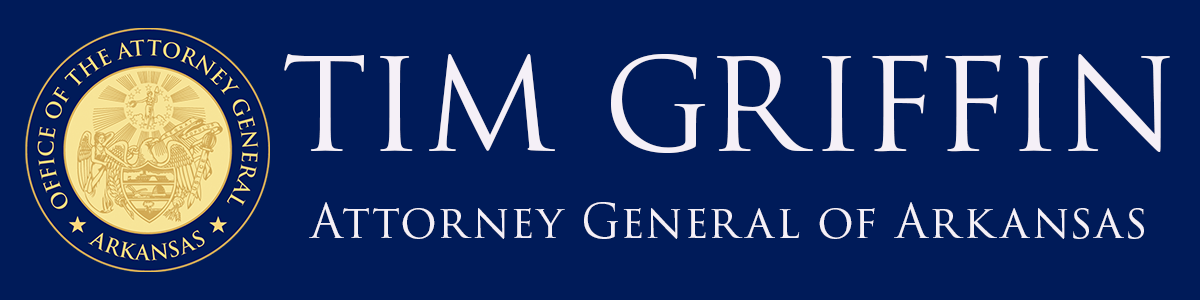 OFFICE OF THE ATTORNEY GENERAL
ARKANSAS
TIM GRIFFIN
ATTORNEY GENERAL OF ARKANSAS